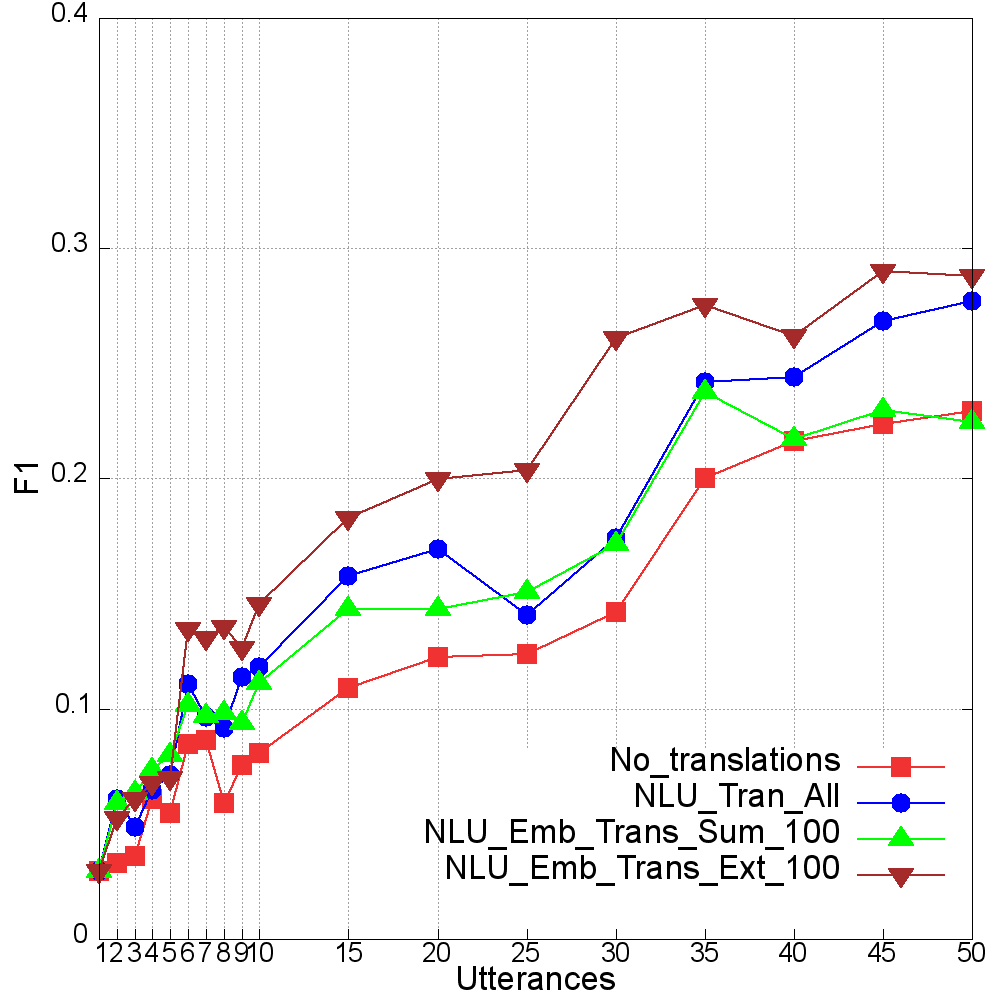 0.4
0.3
0.2
0.1
0
F1
1 2 3 4 5 6 7 8 9 10 15 20 25 30 35 40 45 50
Utterances
No_translations
NLU_Tran_All
NLU_Emb_Trans_Sum_100
NLU_Emb_Trans_Ext_100